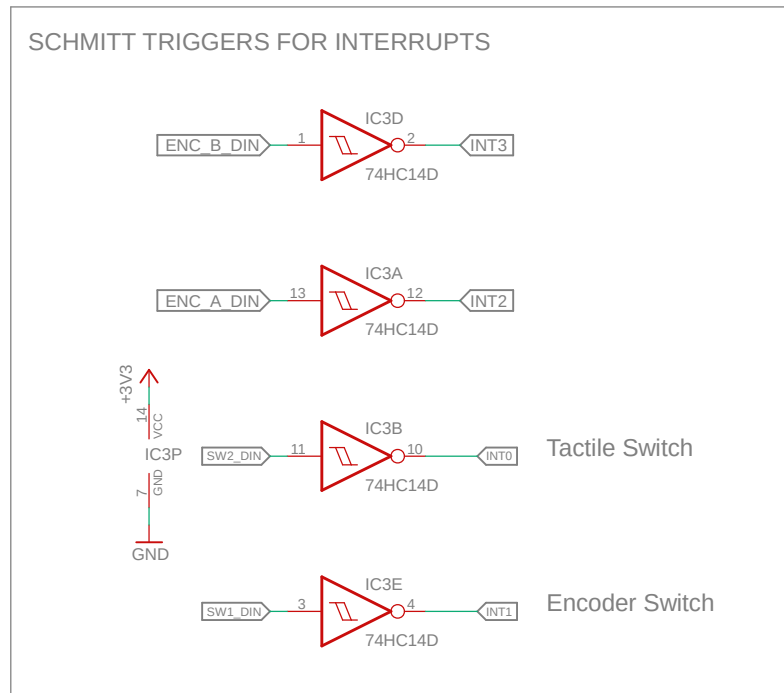 SCHMITT TRIGGERS FOR INTERRUPTS
IC3D
ENC_B_DIN 1 2 INT3
74HC14D
IC3A
ENC_A_DIN 13 12 INT2
74HC14D
+3V3
14 VCC
IC3P
7 GND
GND
IC3B
SW2_DIN 11 10 INT0 Tactile Switch
74HC14D
IC3E
SW1_DIN 3 4 INT1 Encoder Switch
74HC14D